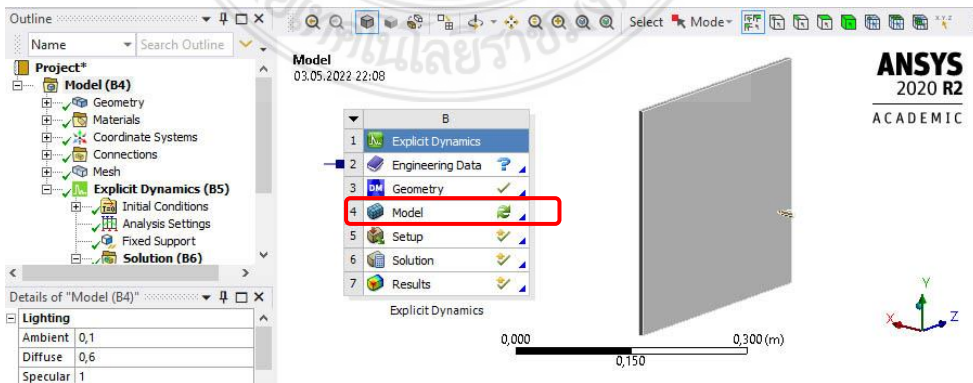 Outline
Name
Search Outline
Select
Mode
Project*
Model (B4)
Geometry
Materials
Coordinate Systems
Connections
Mesh
Explicit Dynamics (B5)
Initial Conditions
Analysis Settings
Fixed Support
Solution (B6)
Details of "Model (B4)"
Lighting
Ambient 0,1
Diffuse 0,6
Specular 1
Model
03.05.2022 22:08
B
1 Explicit Dynamics
2 Engineering Data ?
3 DM Geometry
4 Model
5 Setup
6 Solution
7 Results
Explicit Dynamics
0,000
0,300 (m)
0,150
ANSYS
2020 R2
ACADEMIC
Y
X
Z